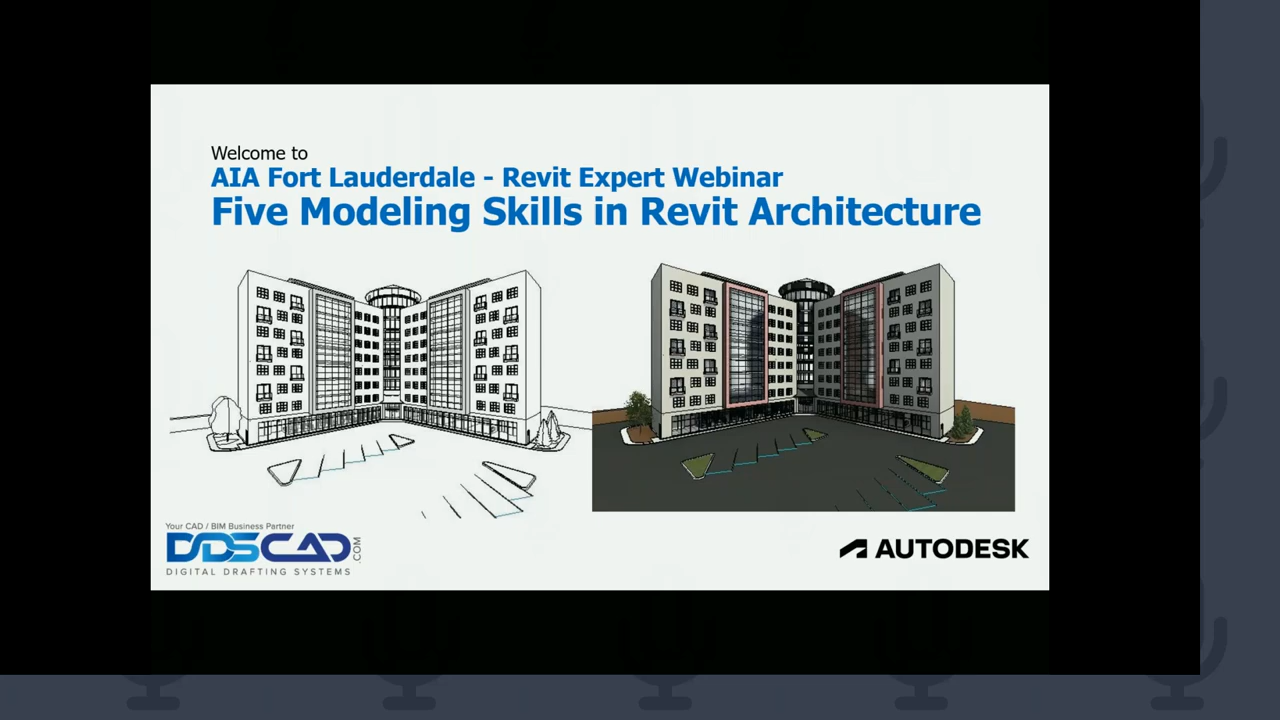 Welcome to
AIA Fort Lauderdale - Revit Expert Webinar
Five Modeling Skills in Revit Architecture
Your CAD / BIM Business Partner
DDSCAD.COM
DIGITAL DRAFTING SYSTEMS
AUTODESK